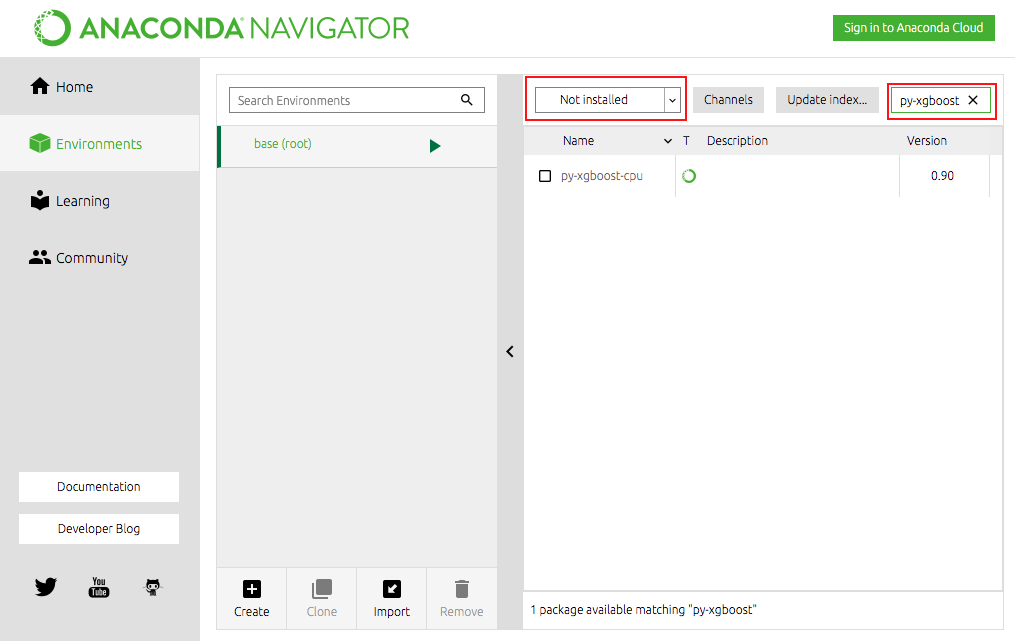 ANACONDA NAVIGATOR
Sign in to Anaconda Cloud
Home
Environments
Learning
Community
Documentation
Developer Blog
You
Tube
Search Environments
base (root)
Create
Clone
Import
Remove
Not installed
Channels
Update index...
py-xgboost
Name
T
Description
Version
py-xgboost-cpu
0.90
1 package available matching "py-xgboost"